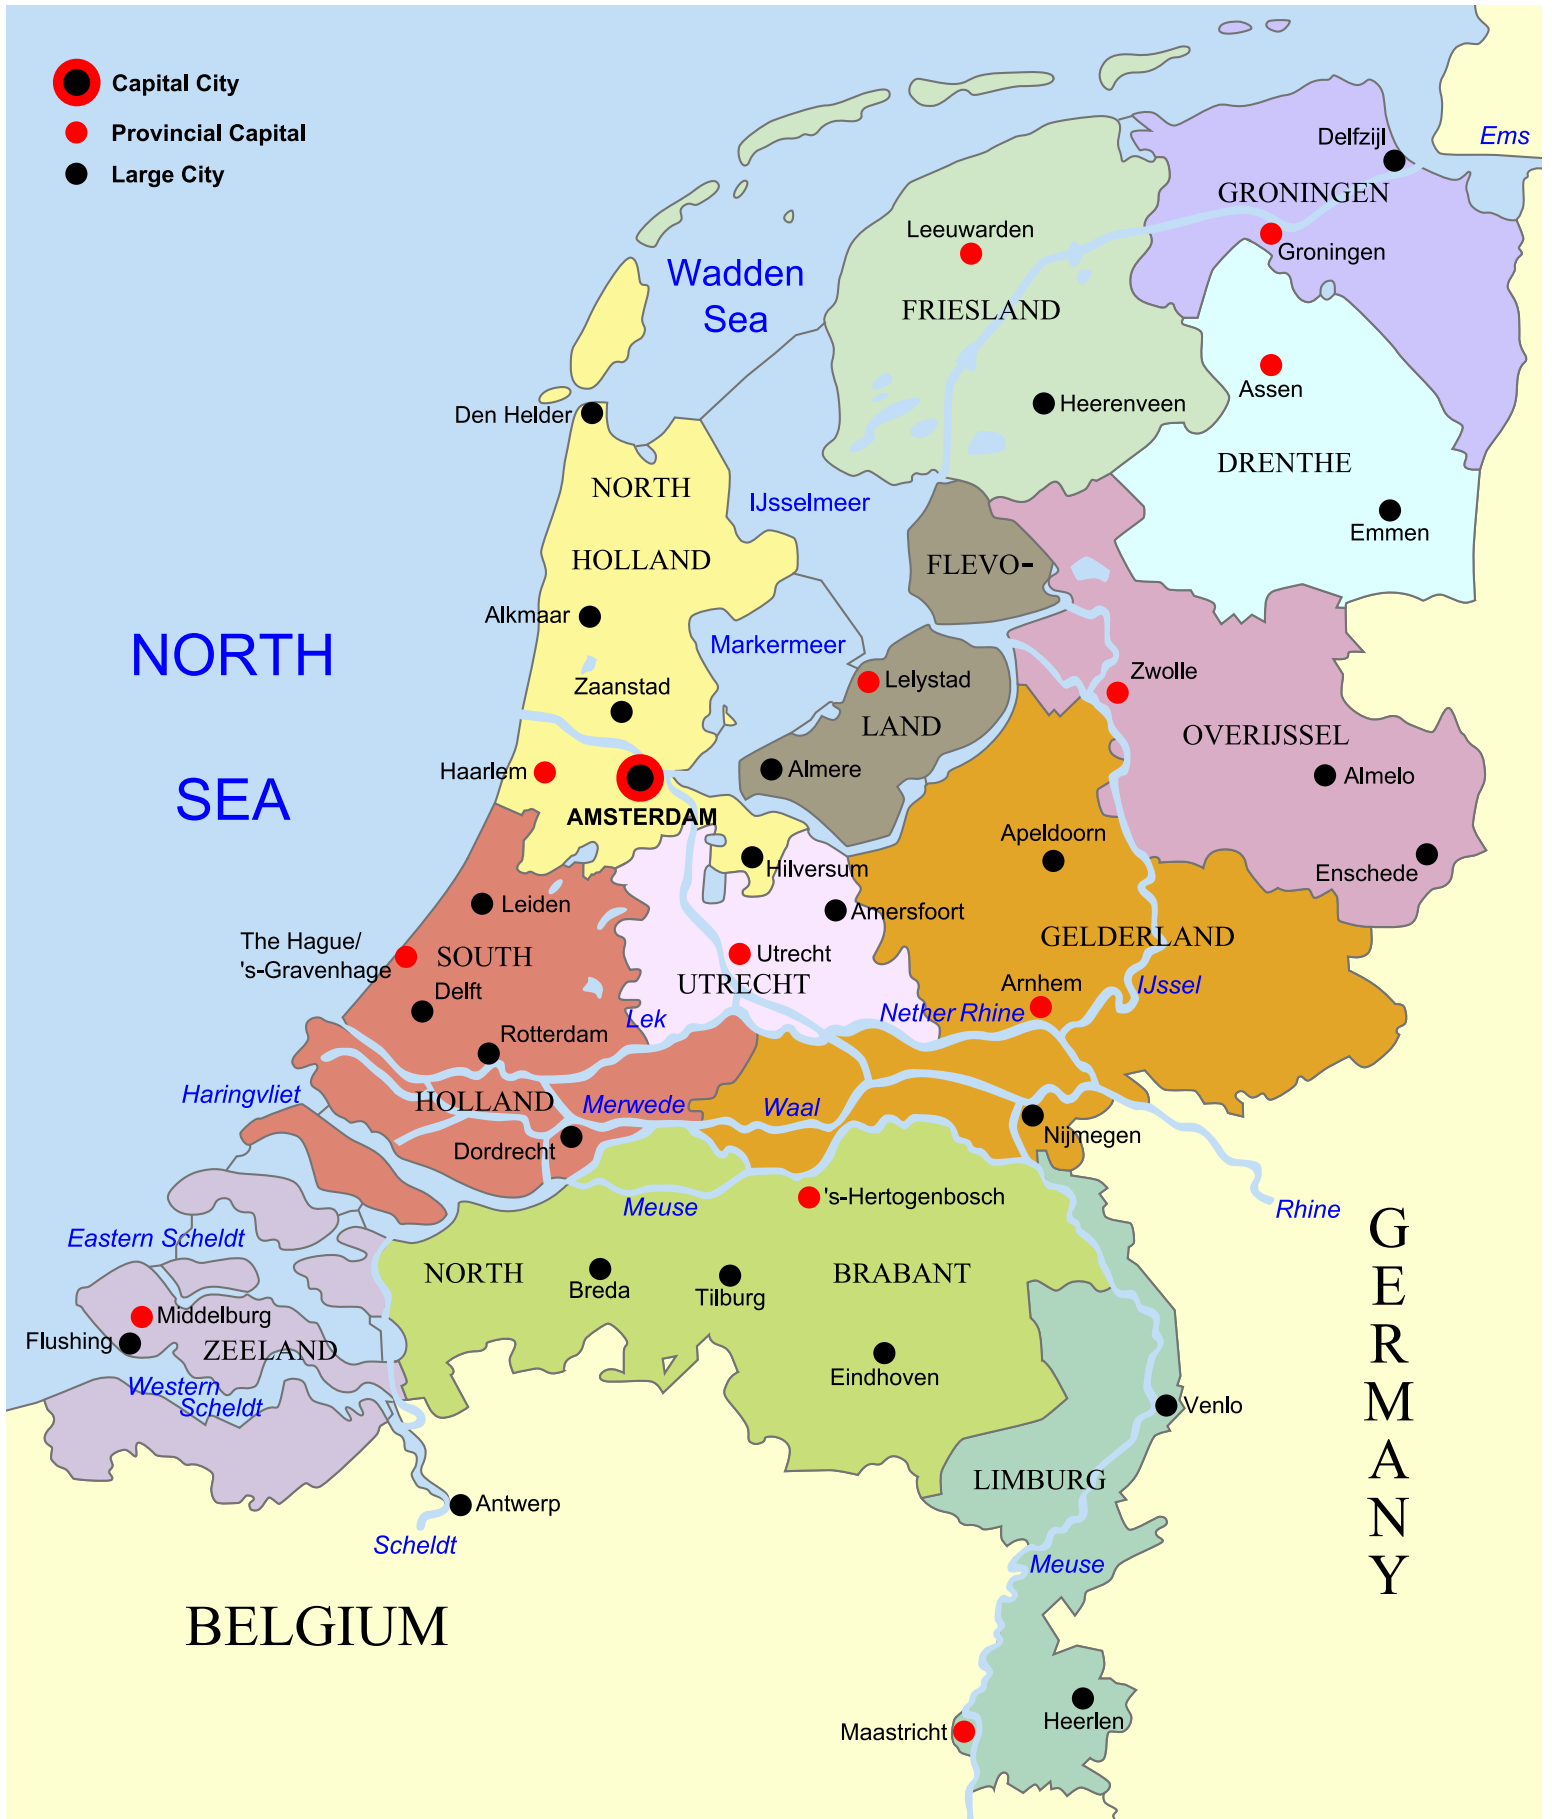 Capital City
Provincial Capital
Large City
Ems
Delfzijl
GRONINGEN
Leeuwarden
Groningen
Wadden
Sea
FRIESLAND
Assen
Heerenveen
Den Helder
DRENTHE
NORTH
IJsselmeer
Emmen
HOLLAND
FLEVO-
Alkmaar
NORTH
Markermeer
Zwolle
Lelystad
Zaanstad
LAND
OVERIJSSEL
Haarlem
Almere
Almelo
SEA
AMSTERDAM
Apeldoorn
Hilversum
Enschede
Leiden
Amersfoort
The Hague/
's-Gravenhage
SOUTH
Utrecht
GELDERLAND
UTRECHT
Delft
Arnhem
IJssel
Lek
Nether Rhine
Rotterdam
Haringvliet
HOLLAND
Merwede
Waal
Dordrecht
Nijmegen
's-Hertogenbosch
Meuse
Rhine
Eastern Scheldt
NORTH
BRABANT
Breda
Tilburg
Middelburg
Flushing
ZEELAND
Eindhoven
Western
Scheldt
Venlo
GERMANY
LIMBURG
Antwerp
Scheldt
Meuse
BELGIUM
Maastricht
Heerlen